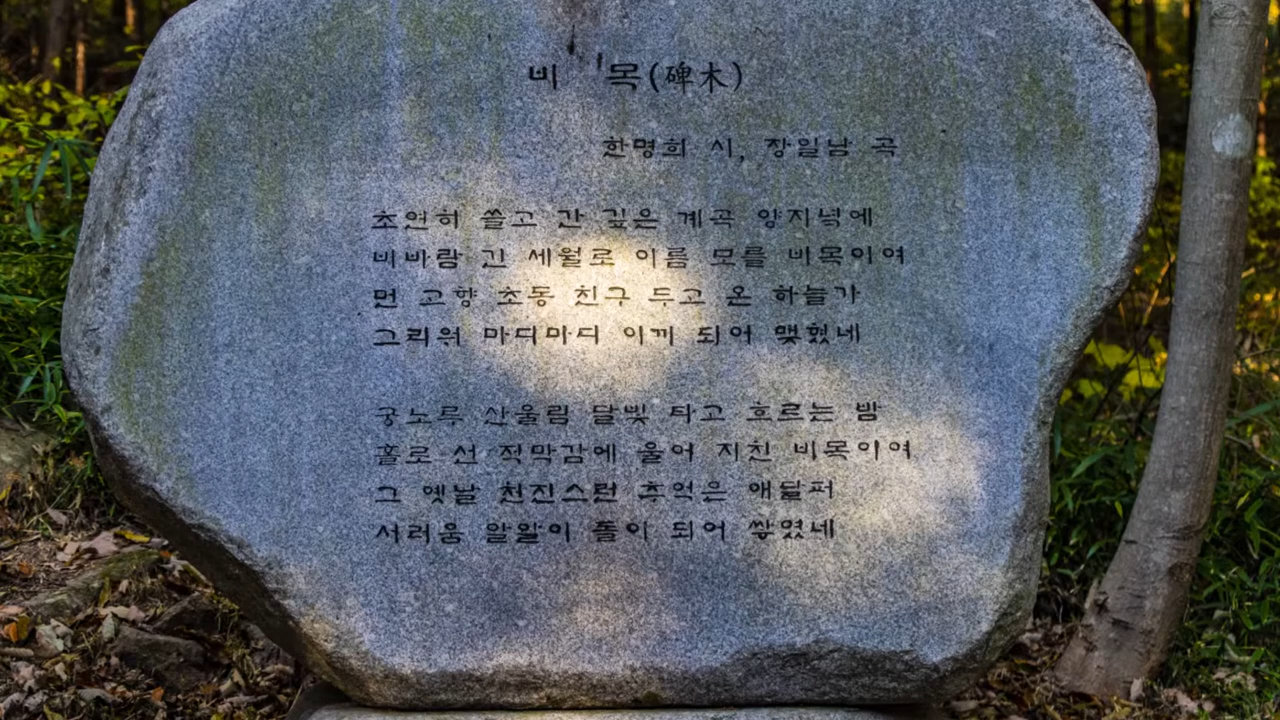 비 목(碑木)
한명희 시, 장일남 곡
초연히 쓸고 간 깊은 계곡 양지녘에
비바람 긴 세월로 이름 모를 비목이여
먼 고향 초동 친구 두고 온 하늘가
그리워 마디마디 이끼 되어 맺혔네
궁노루 산울림 달빛 타고 흐르는 밤
홀로 선 적막감에 울어 지친 비목이여
그 옛날 천진스런 추억은 애달퍼
서러움 알알이 돌이 되어 쌓였네